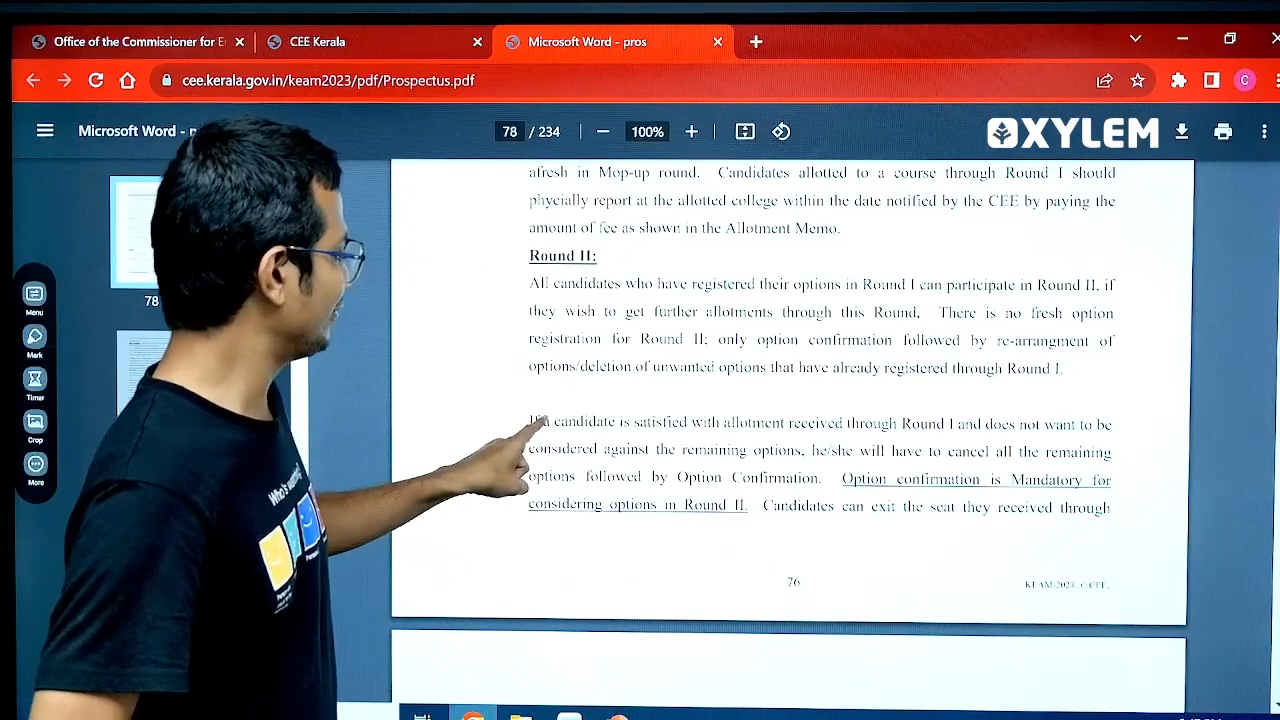 Office of the Commissioner for E
CEE Kerala
Microsoft Word - pros
cee.kerala.gov.in/keam2023/pdf/Prospectus.pdf
C
Microsoft Word - p
78 / 234
100%
XYLEM
afresh in Mop-up round. Candidates allotted to a course through Round I should
phycially report at the allotted college within the date notified by the CEE by paying the
amount of fee as shown in the Allotment Memo.
Round II:
All candidates who have registered their options in Round I can participate in Round II, if
they wish to get further allotments through this Round. There is no fresh option
registration for Round II; only option confirmation followed by re-arrangment of
options/deletion of unwanted options that have already registered through Round I.
If a candidate is satisfied with allotment received through Round I and does not want to be
considered against the remaining options, he/she will have to cancel all the remaining
options followed by Option Confirmation. Option confirmation is Mandatory for
considering options in Round II. Candidates can exit the seat they received through
76
KEAM-2023, © CEE,
78
Menu
Mark
Timer
Crop
More
Who's watching